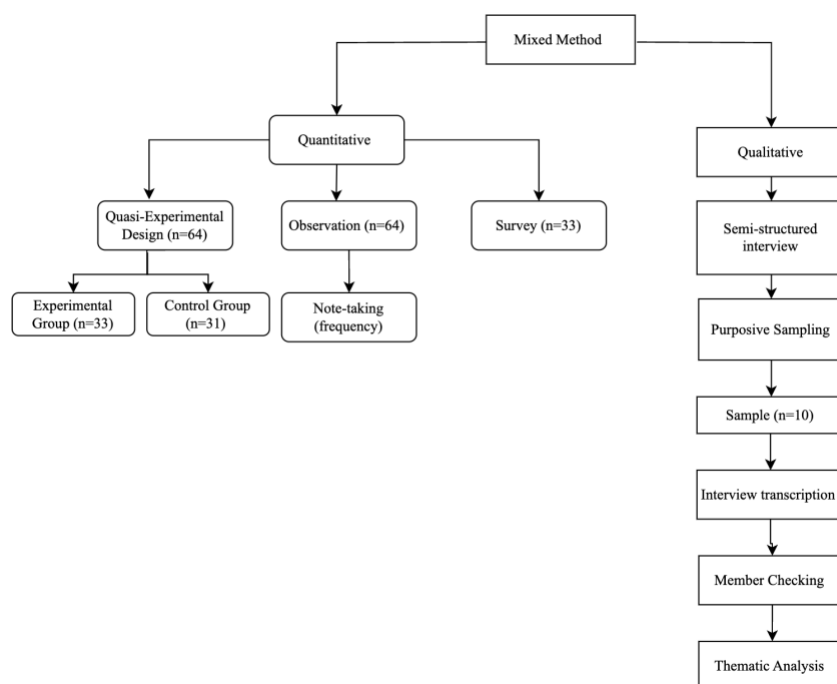 Mixed Method
Quantitative
Qualitative
Quasi-Experimental
Design (n=64)
Observation (n=64)
Survey (n=33)
Semi-structured
interview
Experimental
Group (n=33)
Control Group
(n=31)
Note-taking
(frequency)
Purposive Sampling
Sample (n=10)
Interview transcription
Member Checking
Thematic Analysis